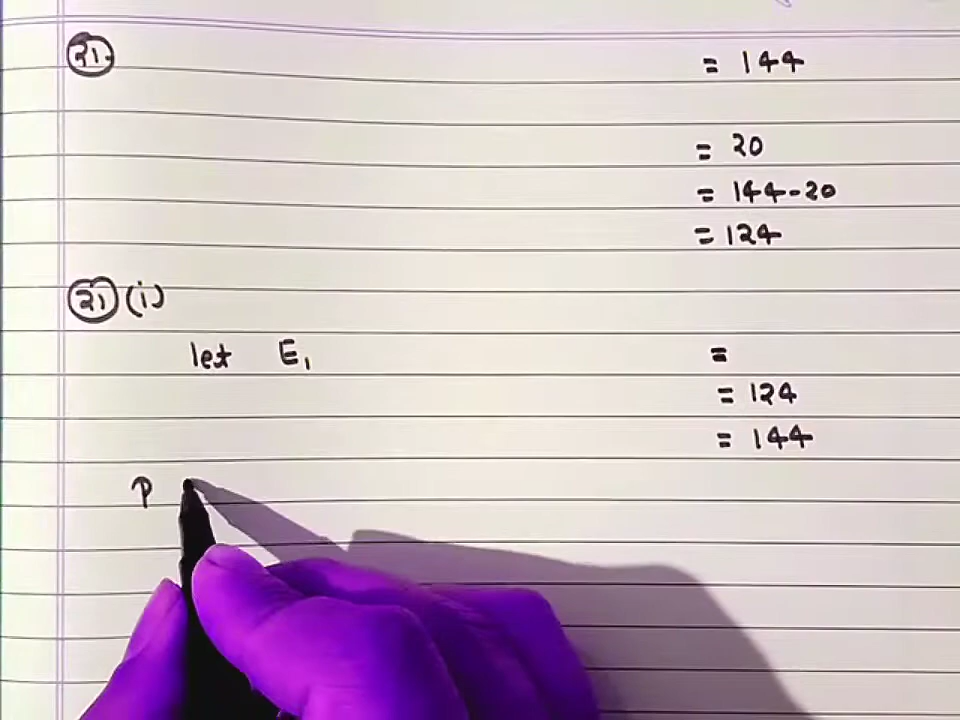 21. = 144
= 20
= 144-20
= 124
21 (i)
let E₁ =
= 124
= 144
P